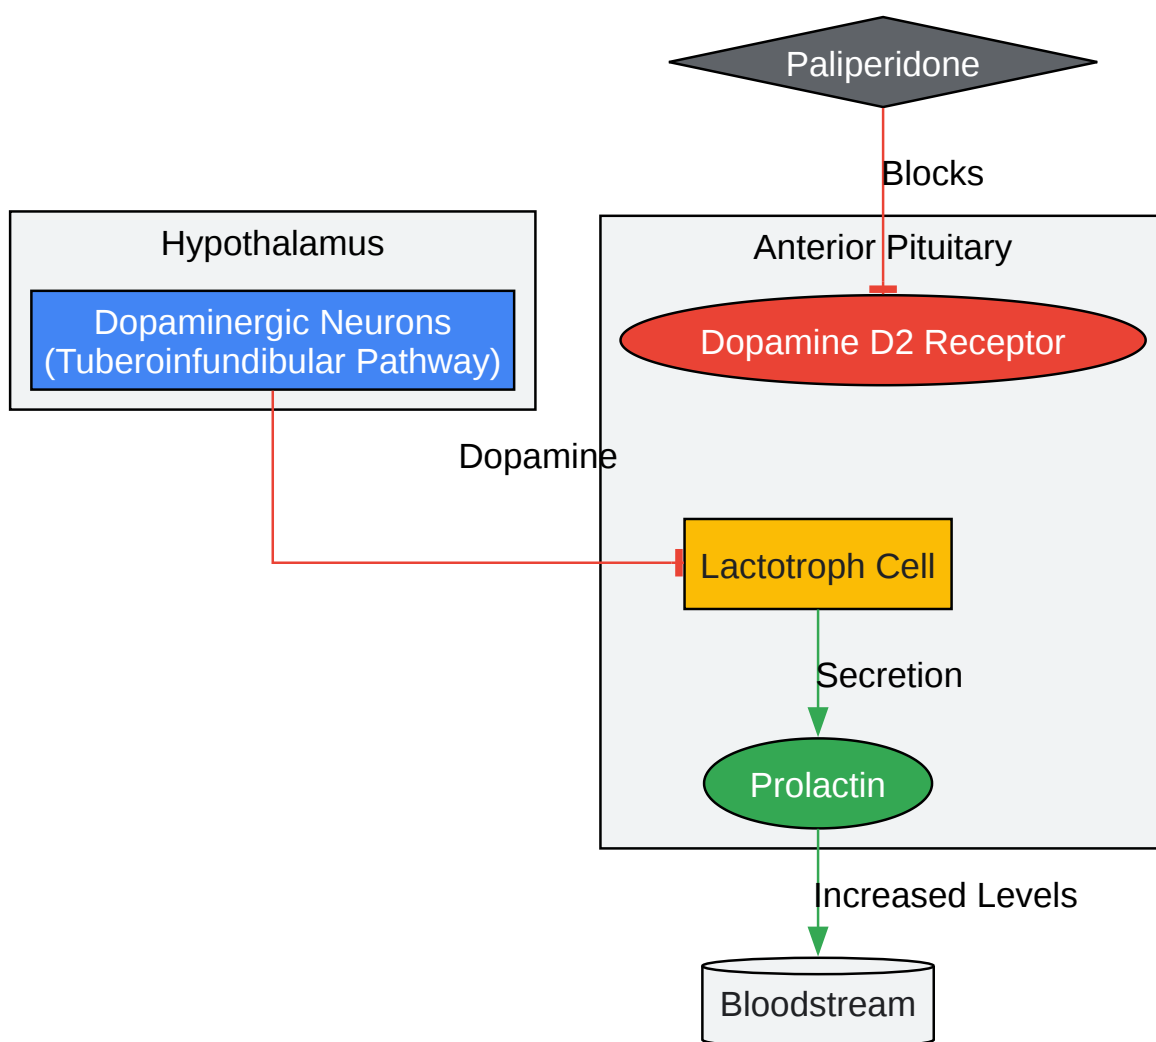 Paliperidone
Blocks
Hypothalamus
Anterior Pituitary
Dopaminergic Neurons
(Tuberoinfundibular Pathway)
Dopamine D2 Receptor
Dopamine
Lactotroph Cell
Secretion
Prolactin
Increased Levels
Bloodstream